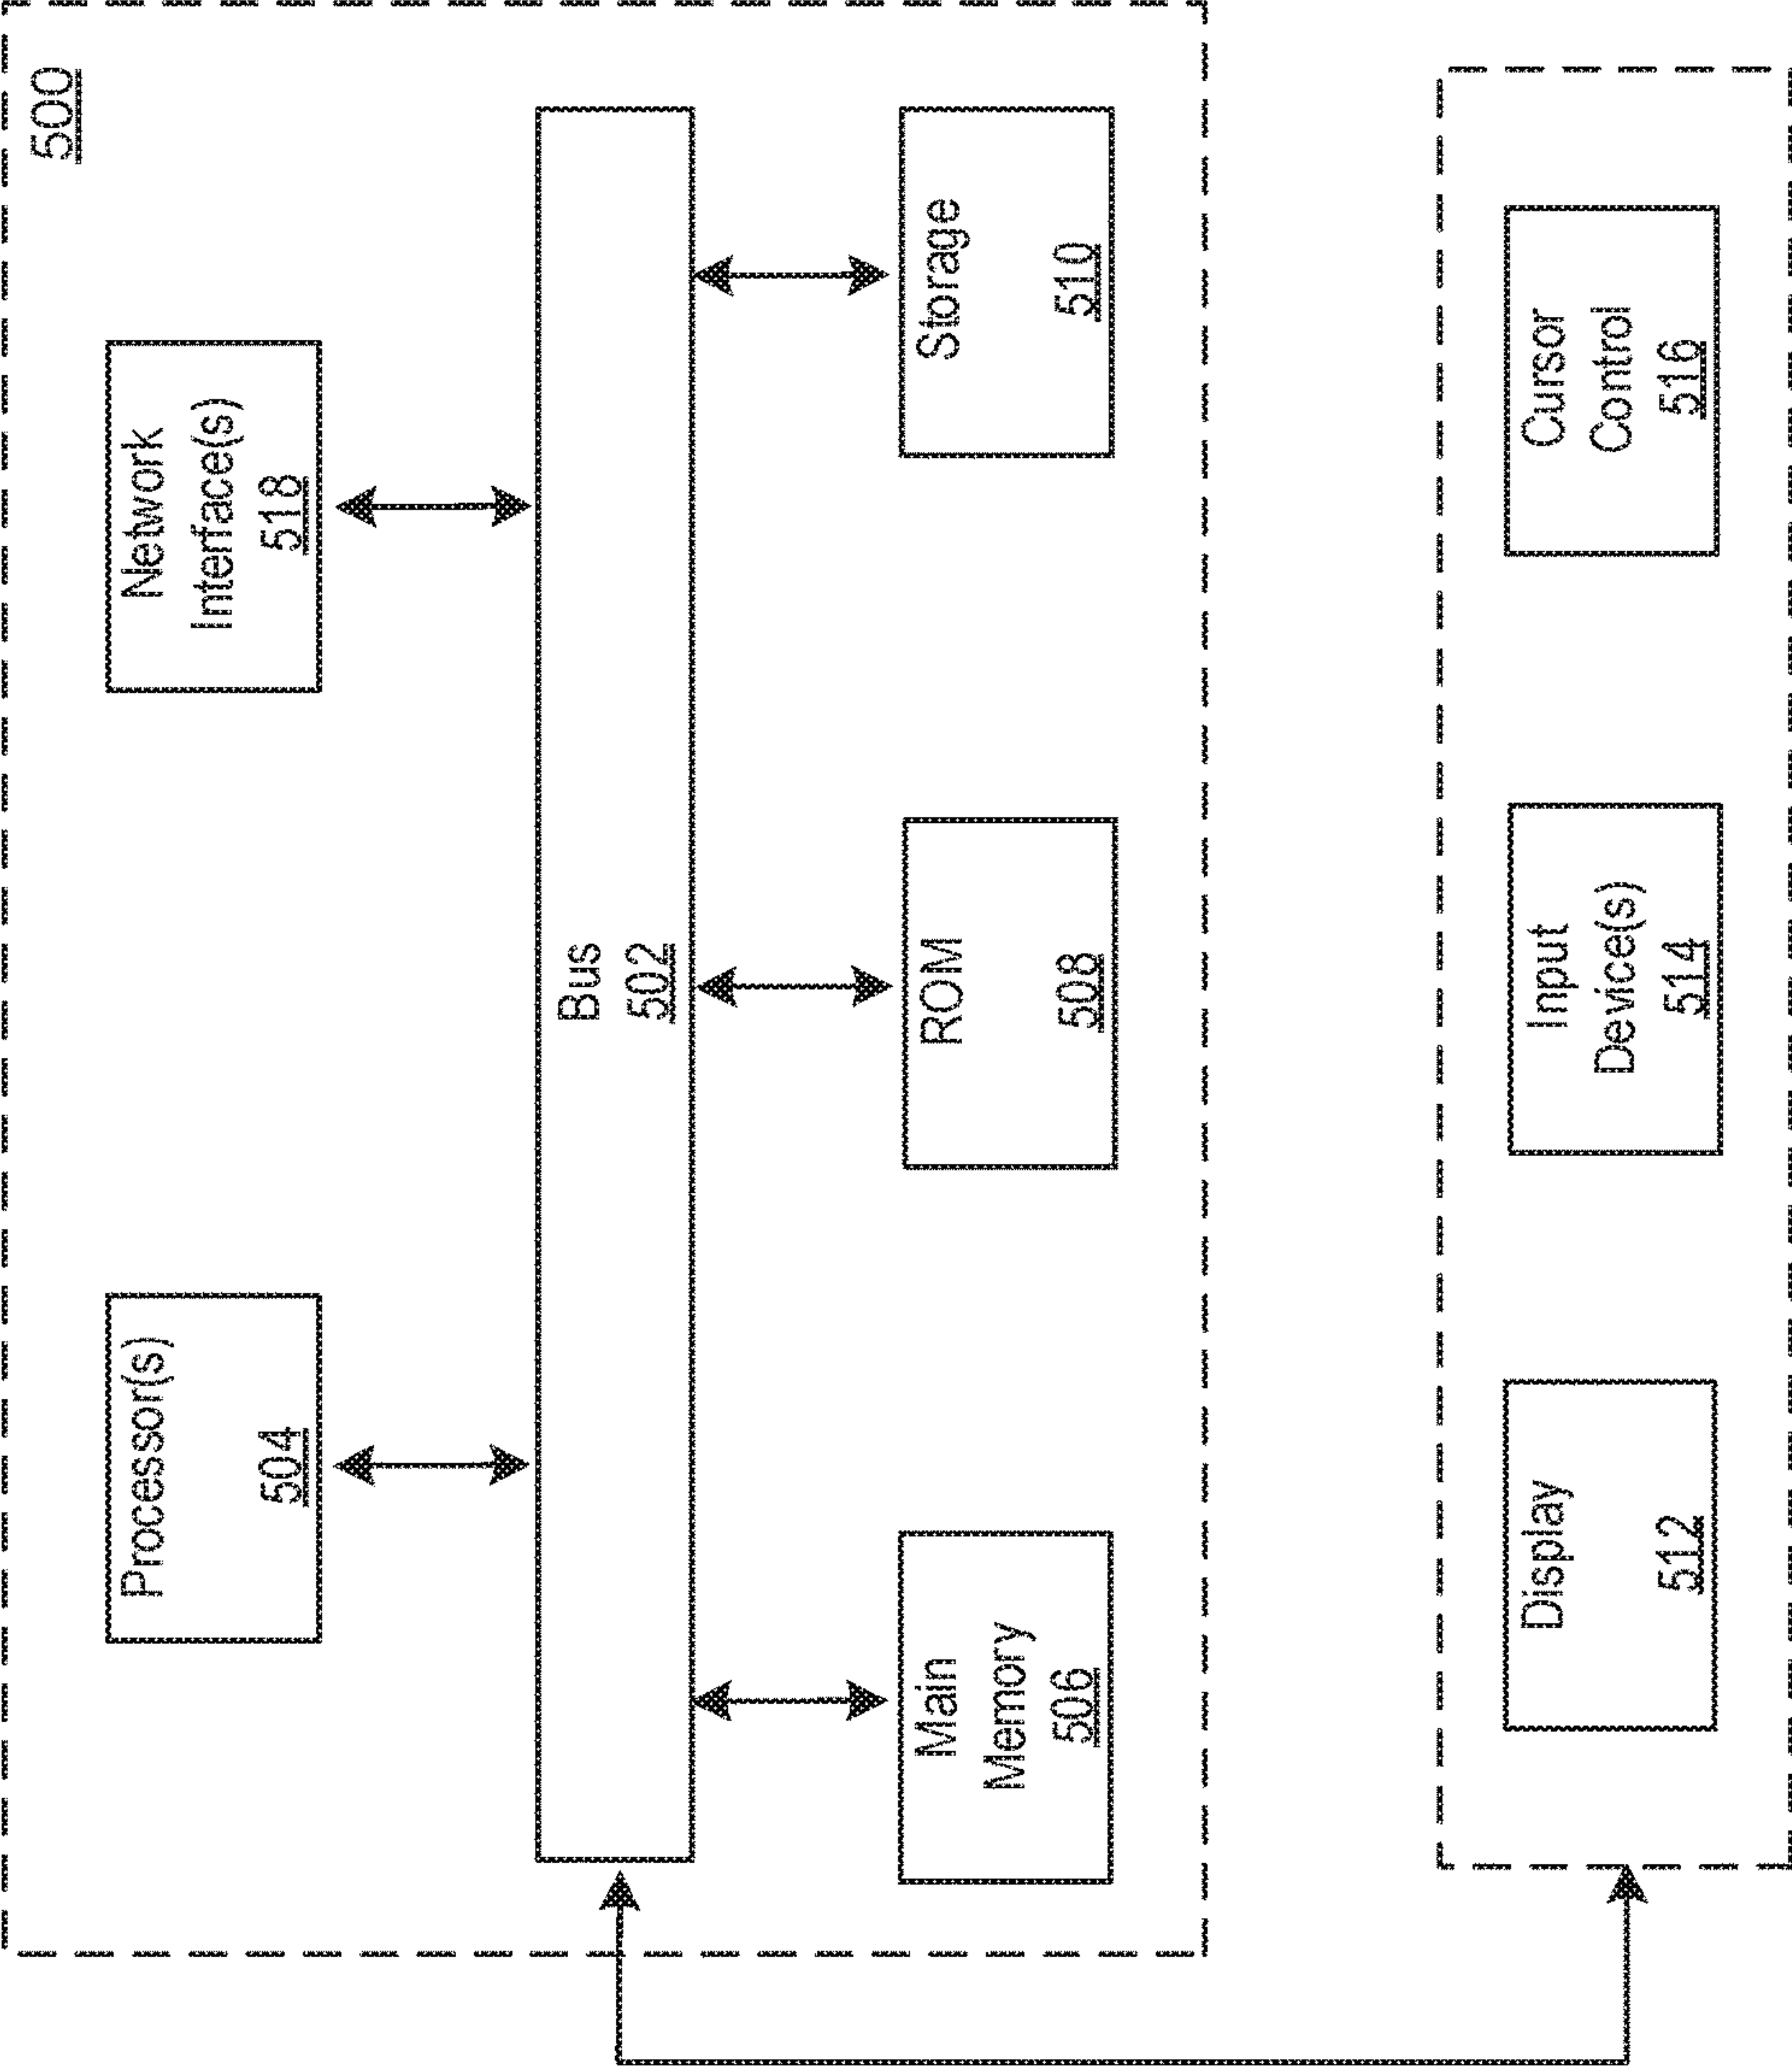 500
Processor(s)
504
Network
Interface(s)
518
Bus
502
Main
Memory
506
ROM
508
Storage
510
Display
512
Input
Device(s)
514
Cursor
Control
516